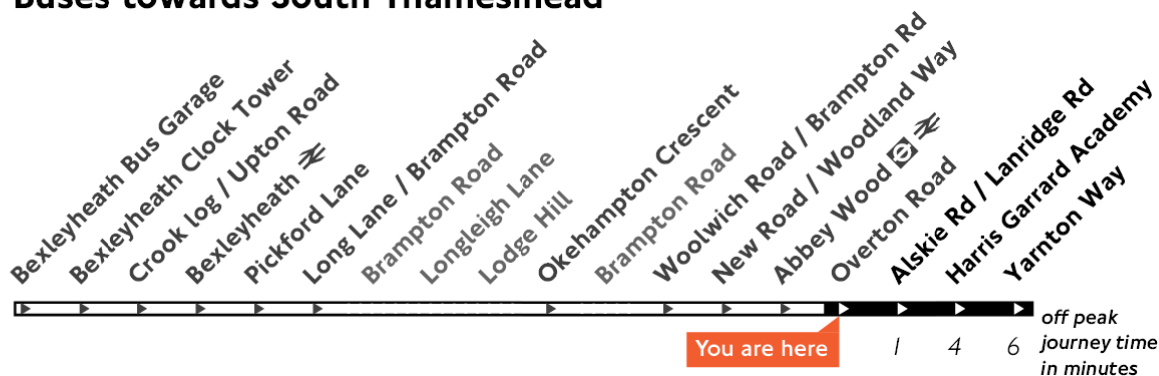 Buses towards South Thamesmead
Bexleyheath Bus Garage
Bexleyheath Clock Tower
Crook log / Upton Road
Bexleyheath
Pickford Lane
Long Lane / Brampton Road
Brampton Road
Longleigh Lane
Lodge Hill
Okehampton Crescent
Brampton Road
Woolwich Road / Brampton Rd
New Road / Woodland Way
Abbey Wood
Overton Road
Alskie Rd / Lanridge Rd
Harris Garrard Academy
Yarnton Way
You are here
1 4 6
off peak
journey time
in minutes